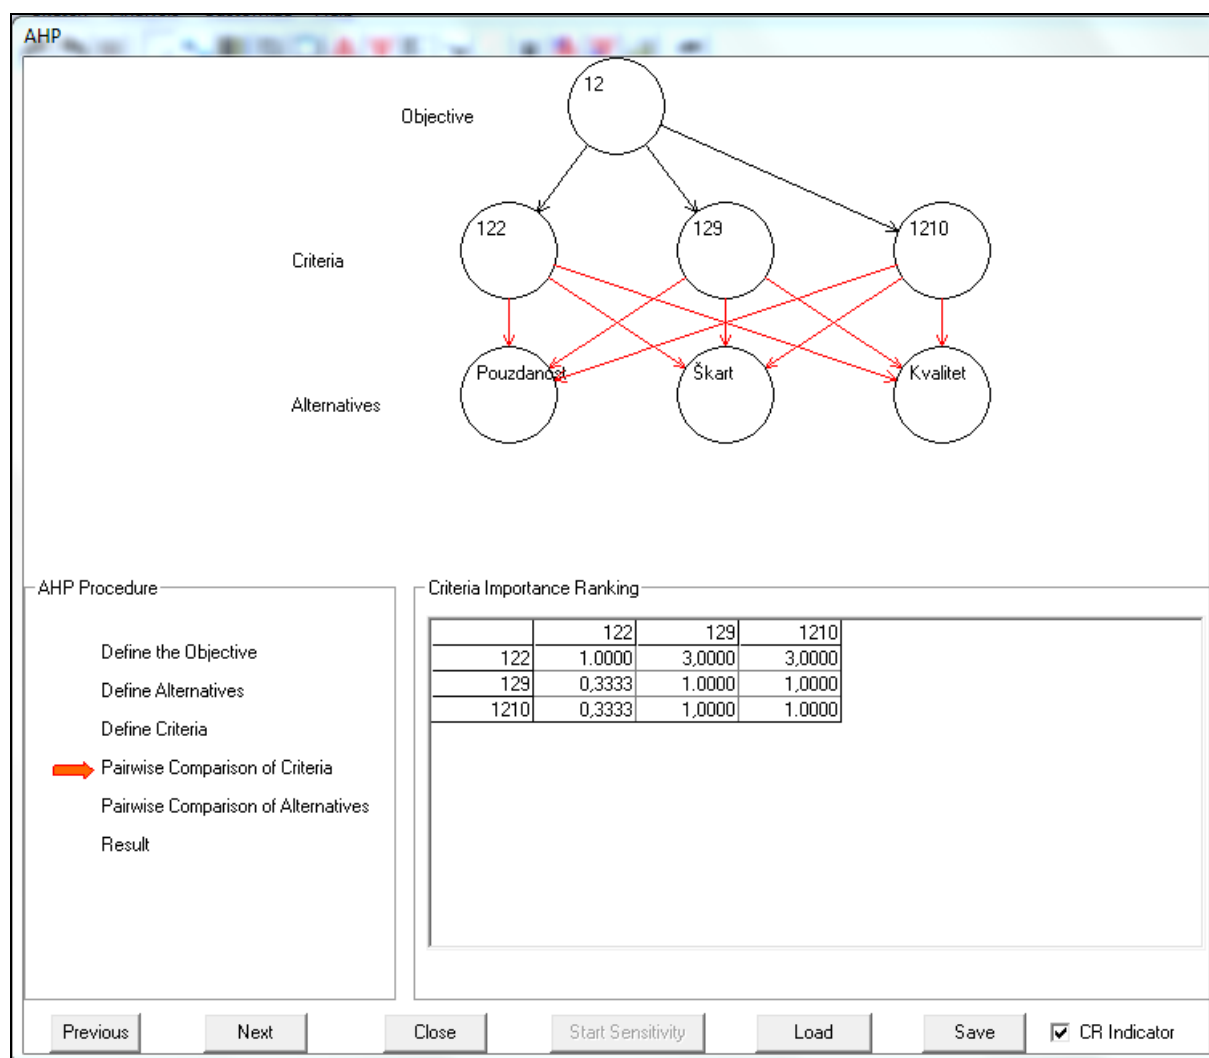 AHP
12
Objective
122 129 1210
Criteria
Pouzdanost Škart Kvalitet
Alternatives
AHP Procedure
Define the Objective
Define Alternatives
Define Criteria
Pairwise Comparison of Criteria
Pairwise Comparison of Alternatives
Result
Criteria Importance Ranking
122 129 1210
122 1.0000 3,0000 3,0000
129 0,3333 1.0000 1,0000
1210 0,3333 1,0000 1.0000
Previous Next Close Start Sensitivity Load Save CR Indicator